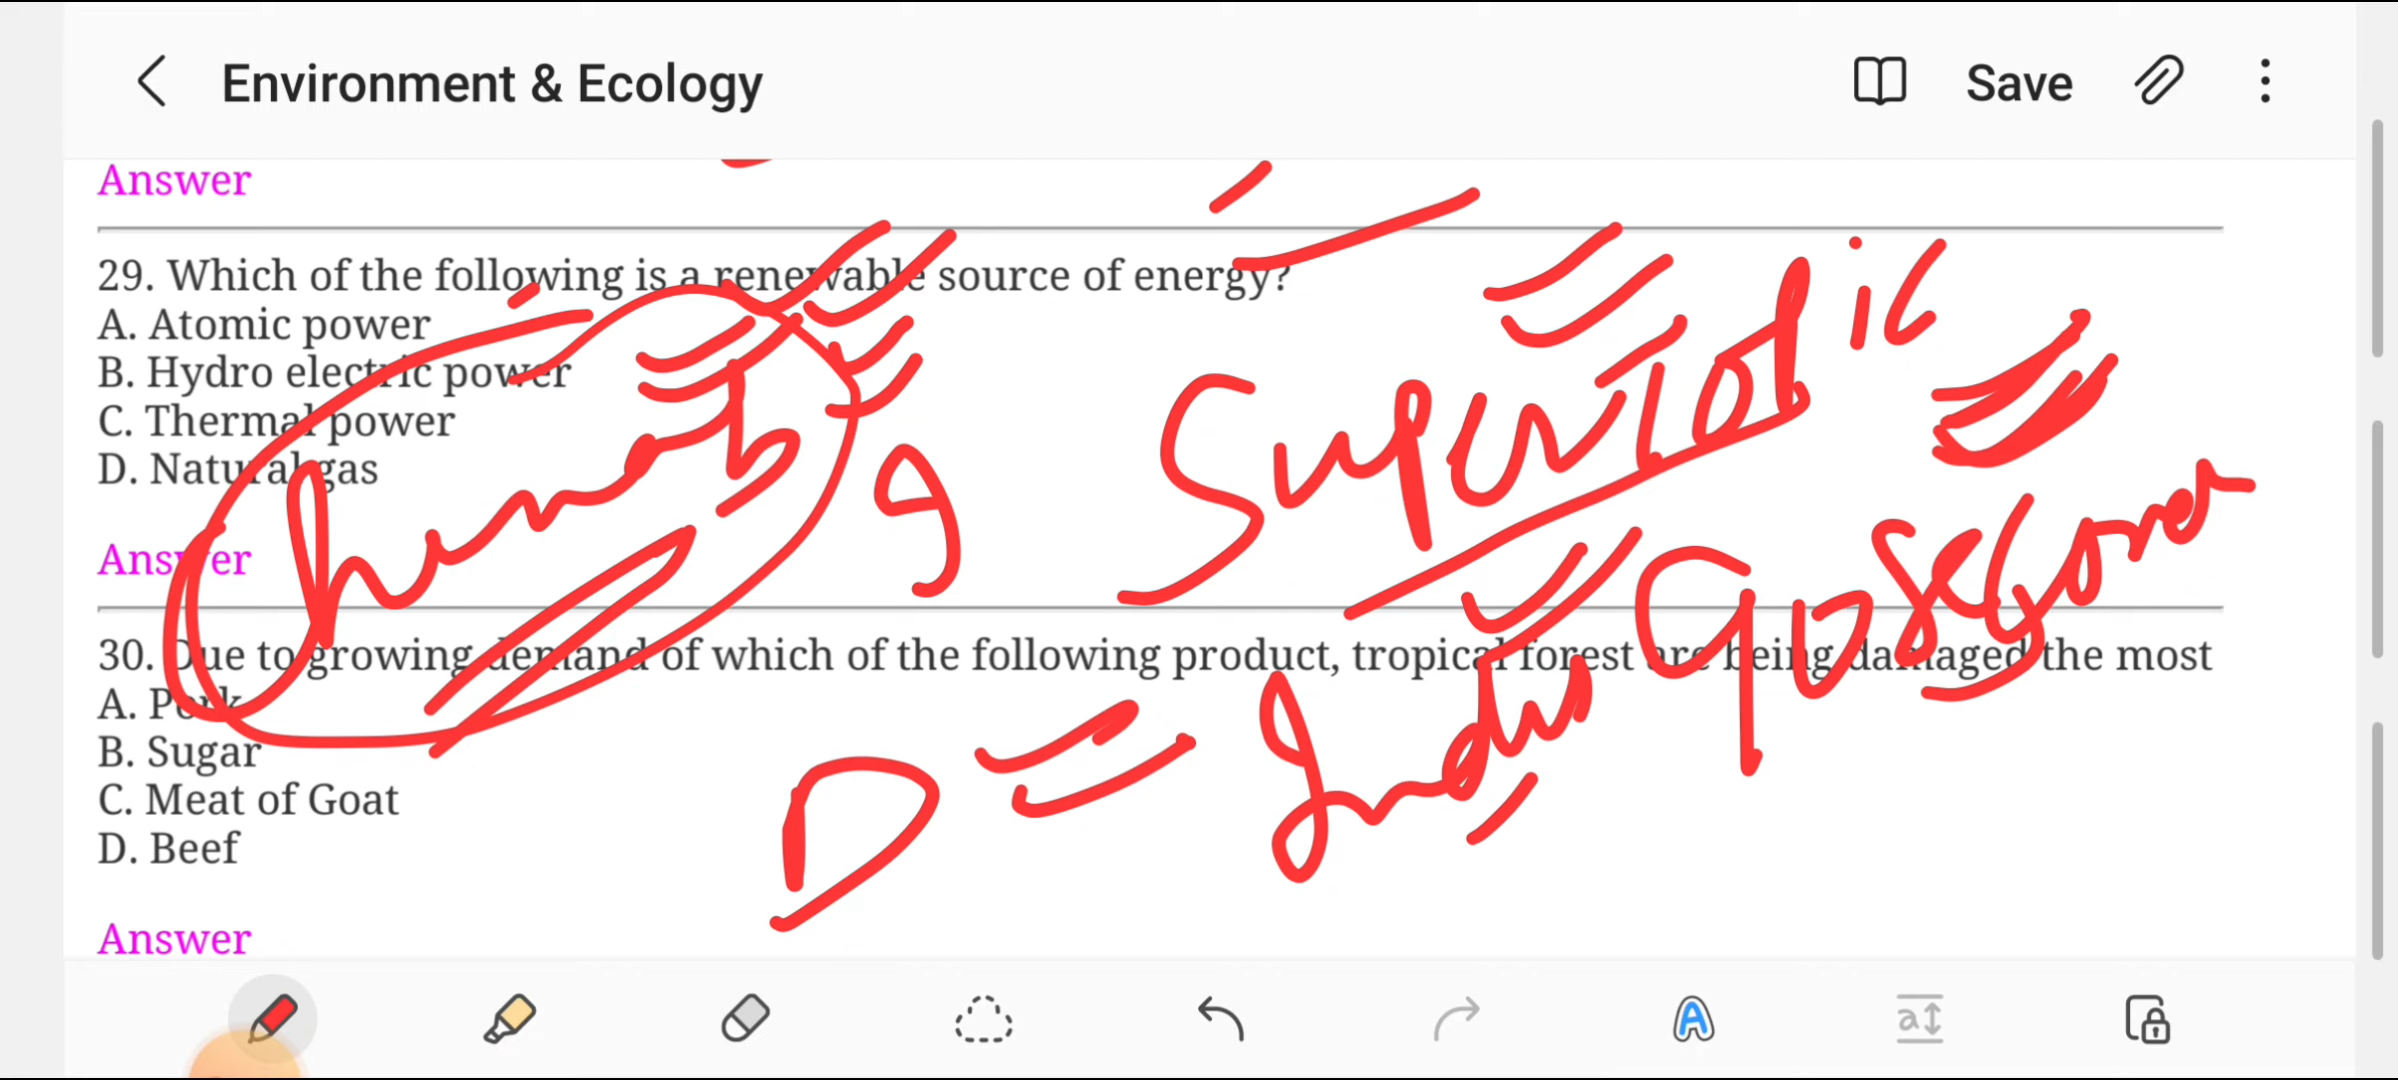 Environment & Ecology
Save
Answer
29. Which of the following is a renewable source of energy?
A. Atomic power
B. Hydro electric power
C. Thermal power
D. Natural gas
Answer
30. Due to growing demand of which of the following product, tropical forest are being damaged the most
A. Pork
B. Sugar
C. Meat of Goat
D. Beef
Answer
9
D
A
a